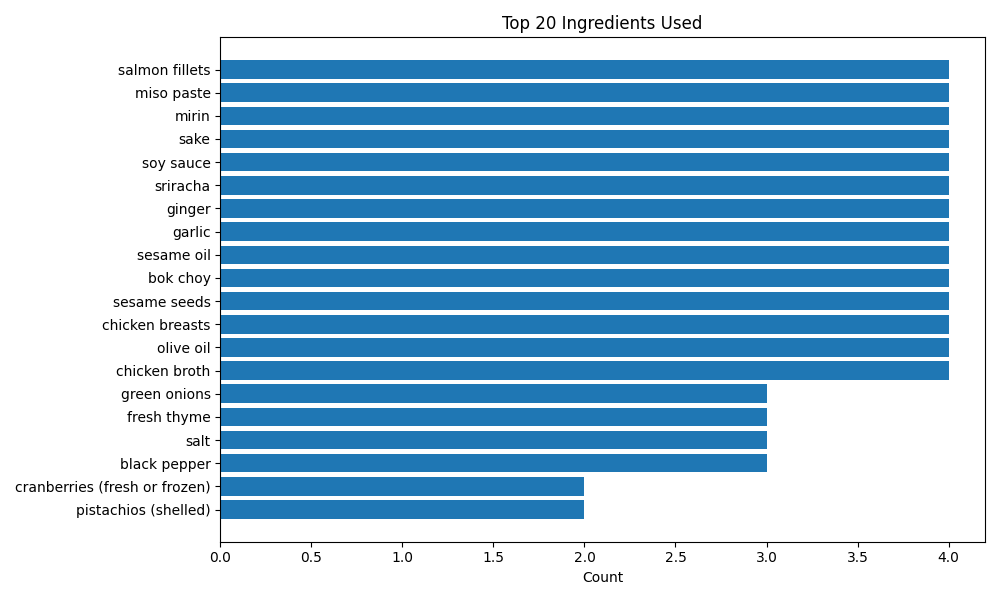 Top 20 Ingredients Used
salmon fillets
miso paste
mirin
sake
soy sauce
sriracha
ginger
garlic
sesame oil
bok choy
sesame seeds
chicken breasts
olive oil
chicken broth
green onions
fresh thyme
salt
black pepper
cranberries (fresh or frozen)
pistachios (shelled)
0.0 0.5 1.0 1.5 2.0 2.5 3.0 3.5 4.0
Count